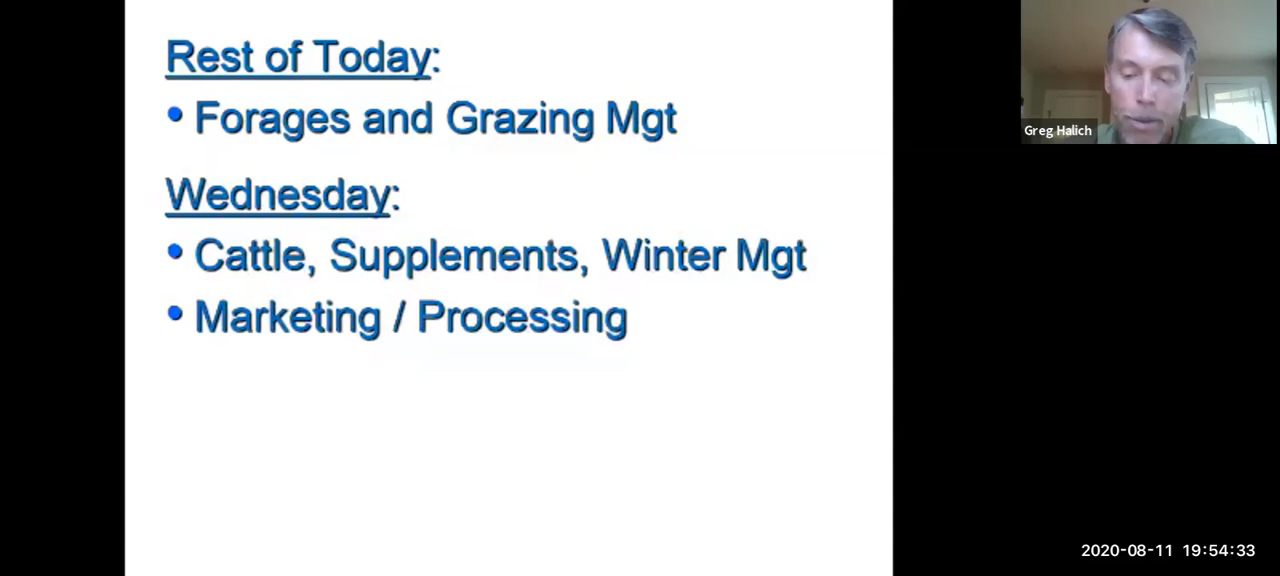 Rest of Today:
• Forages and Grazing Mgt
Wednesday:
• Cattle, Supplements, Winter Mgt
• Marketing / Processing
Greg Halich
2020-08-11 19:54:33